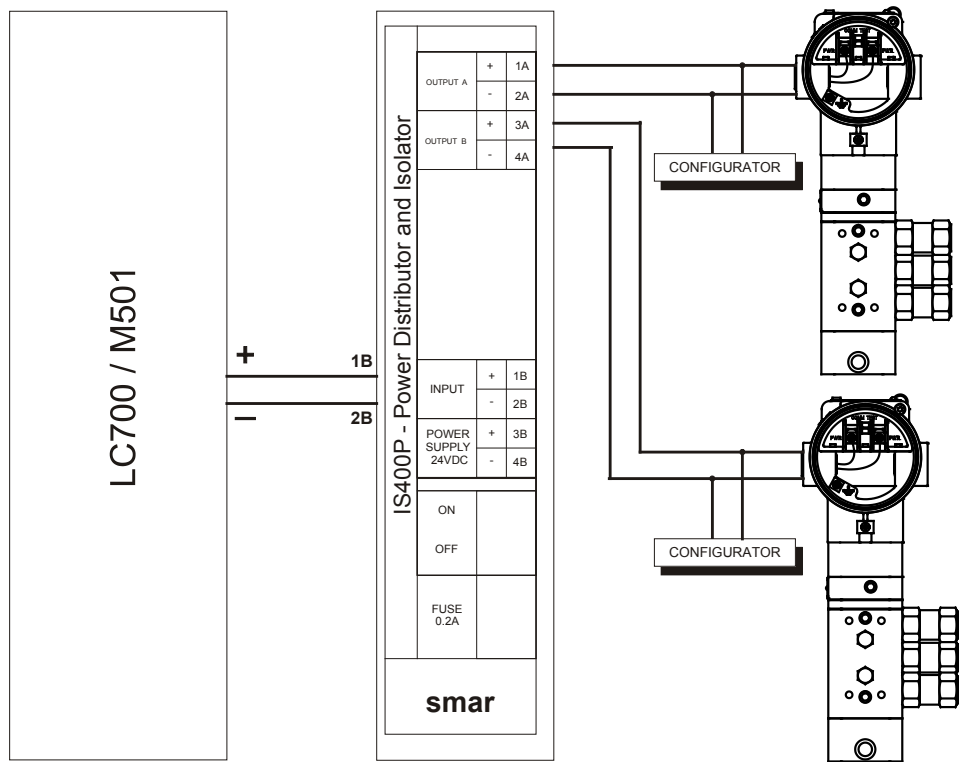 LC700 / M501
+
1B
–
2B
IS400P - Power Distributor and Isolator
OUTPUT A
+ 1A
- 2A
OUTPUT B
+ 3A
- 4A
INPUT
+ 1B
- 2B
POWER
SUPPLY
24VDC
+ 3B
- 4B
ON
OFF
FUSE
0.2A
smar
CONFIGURATOR
CONFIGURATOR